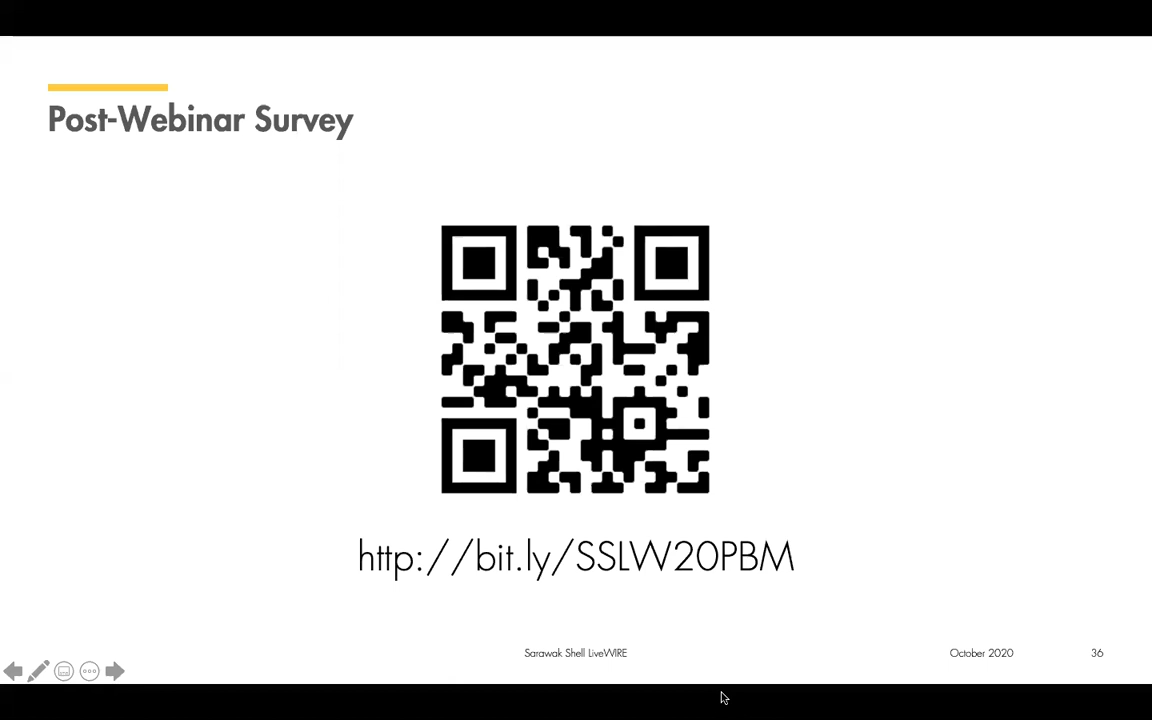 Post-Webinar Survey
http://bit.ly/SSLW20PBM
Sarawak Shell LiveWIRE
October 2020
36